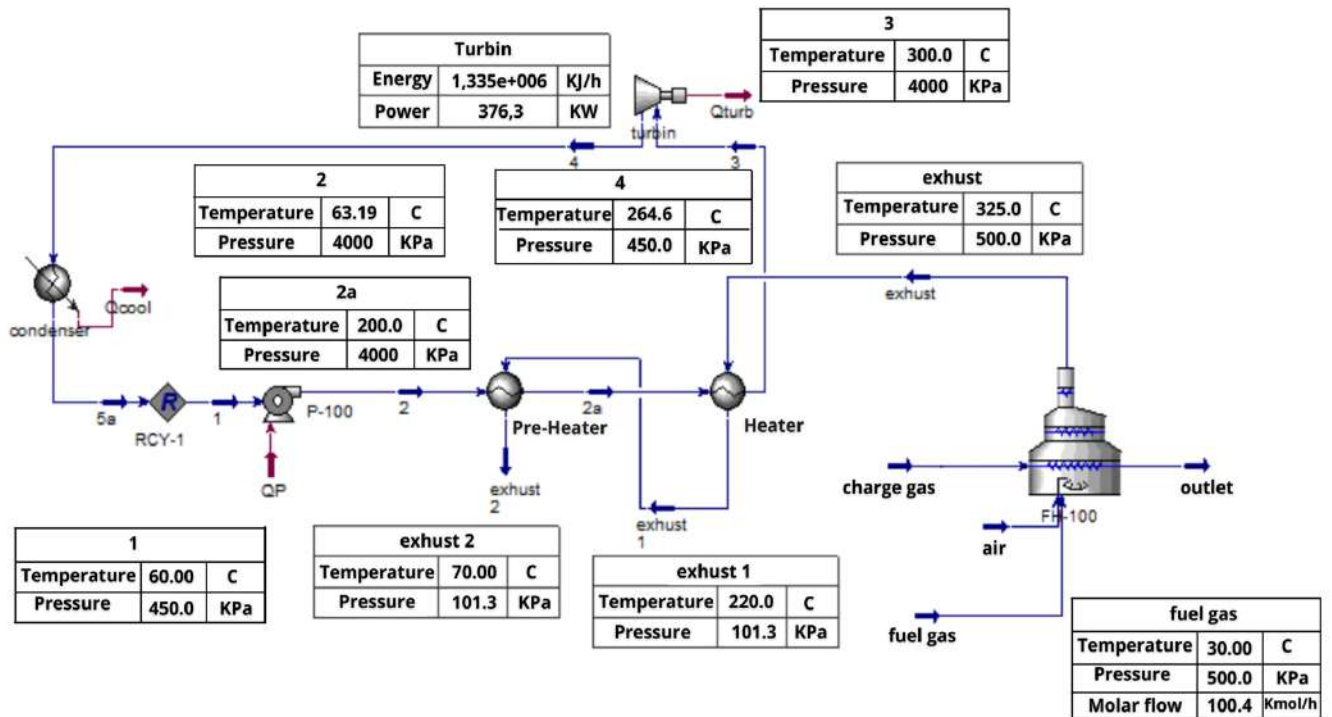 3
Temperature 300.0 C
Pressure 4000 KPa
Turbin
Energy 1,335e+006 KJ/h
Power 376,3 KW
Qturb
turbin
4
3
2
Temperature 63.19 C
Pressure 4000 KPa
4
Temperature 264.6 C
Pressure 450.0 KPa
exhust
Temperature 325.0 C
Pressure 500.0 KPa
exhust
Qcool
condenser
2a
Temperature 200.0 C
Pressure 4000 KPa
5a
R
RCY-1
1
P-100
2
Pre-Heater
2a
Heater
QP
exhust
2
exhust
1
charge gas
outlet
FH-100
air
fuel gas
1
Temperature 60.00 C
Pressure 450.0 KPa
exhust 2
Temperature 70.00 C
Pressure 101.3 KPa
exhust 1
Temperature 220.0 C
Pressure 101.3 KPa
fuel gas
Temperature 30.00 C
Pressure 500.0 KPa
Molar flow 100.4 Kmol/h